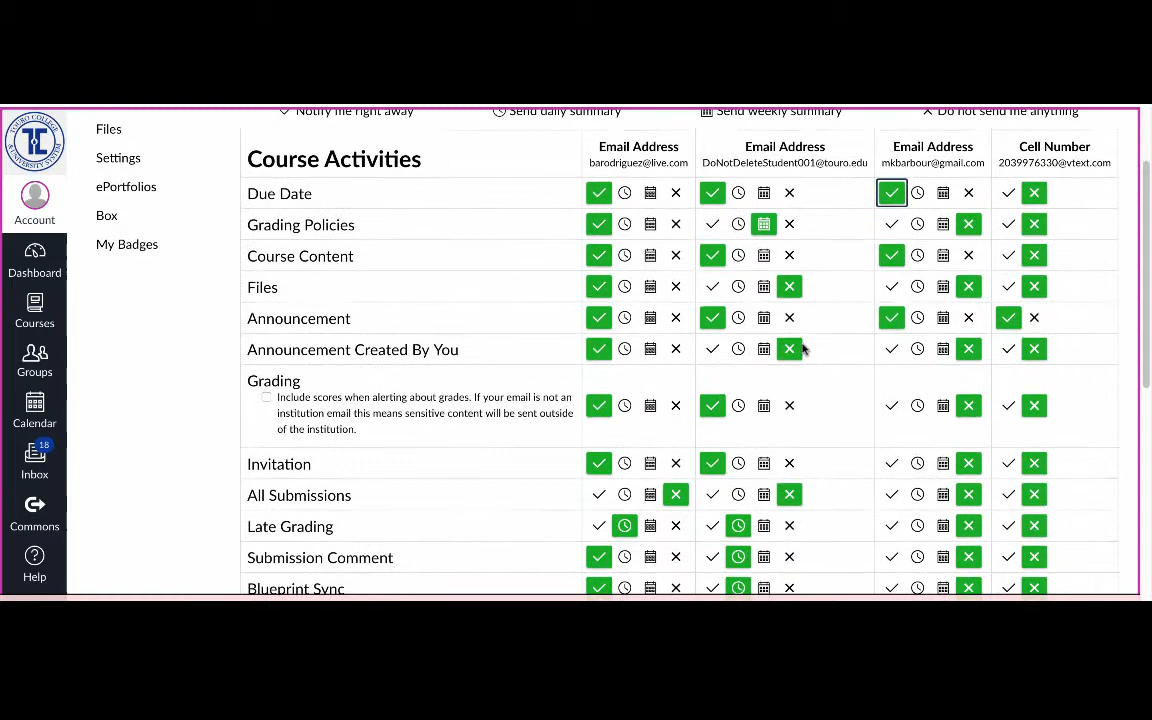 Notify me right away Send daily summary Send weekly summary Do not send me anything
TOURO COLLEGE & UNIVERSITY SYSTEM
TC
Account
Dashboard
Courses
Groups
Calendar
18
Inbox
Commons
Help
Files
Settings
ePortfolios
Box
My Badges
Course Activities
Email Address
barodriguez@live.com
Email Address
DoNotDeleteStudent001@touro.edu
Email Address
mkbarbour@gmail.com
Cell Number
2039976330@vtext.com
Due Date
Grading Policies
Course Content
Files
Announcement
Announcement Created By You
Grading
Include scores when alerting about grades. If your email is not an
institution email this means sensitive content will be sent outside
of the institution.
Invitation
All Submissions
Late Grading
Submission Comment
Blueprint Sync